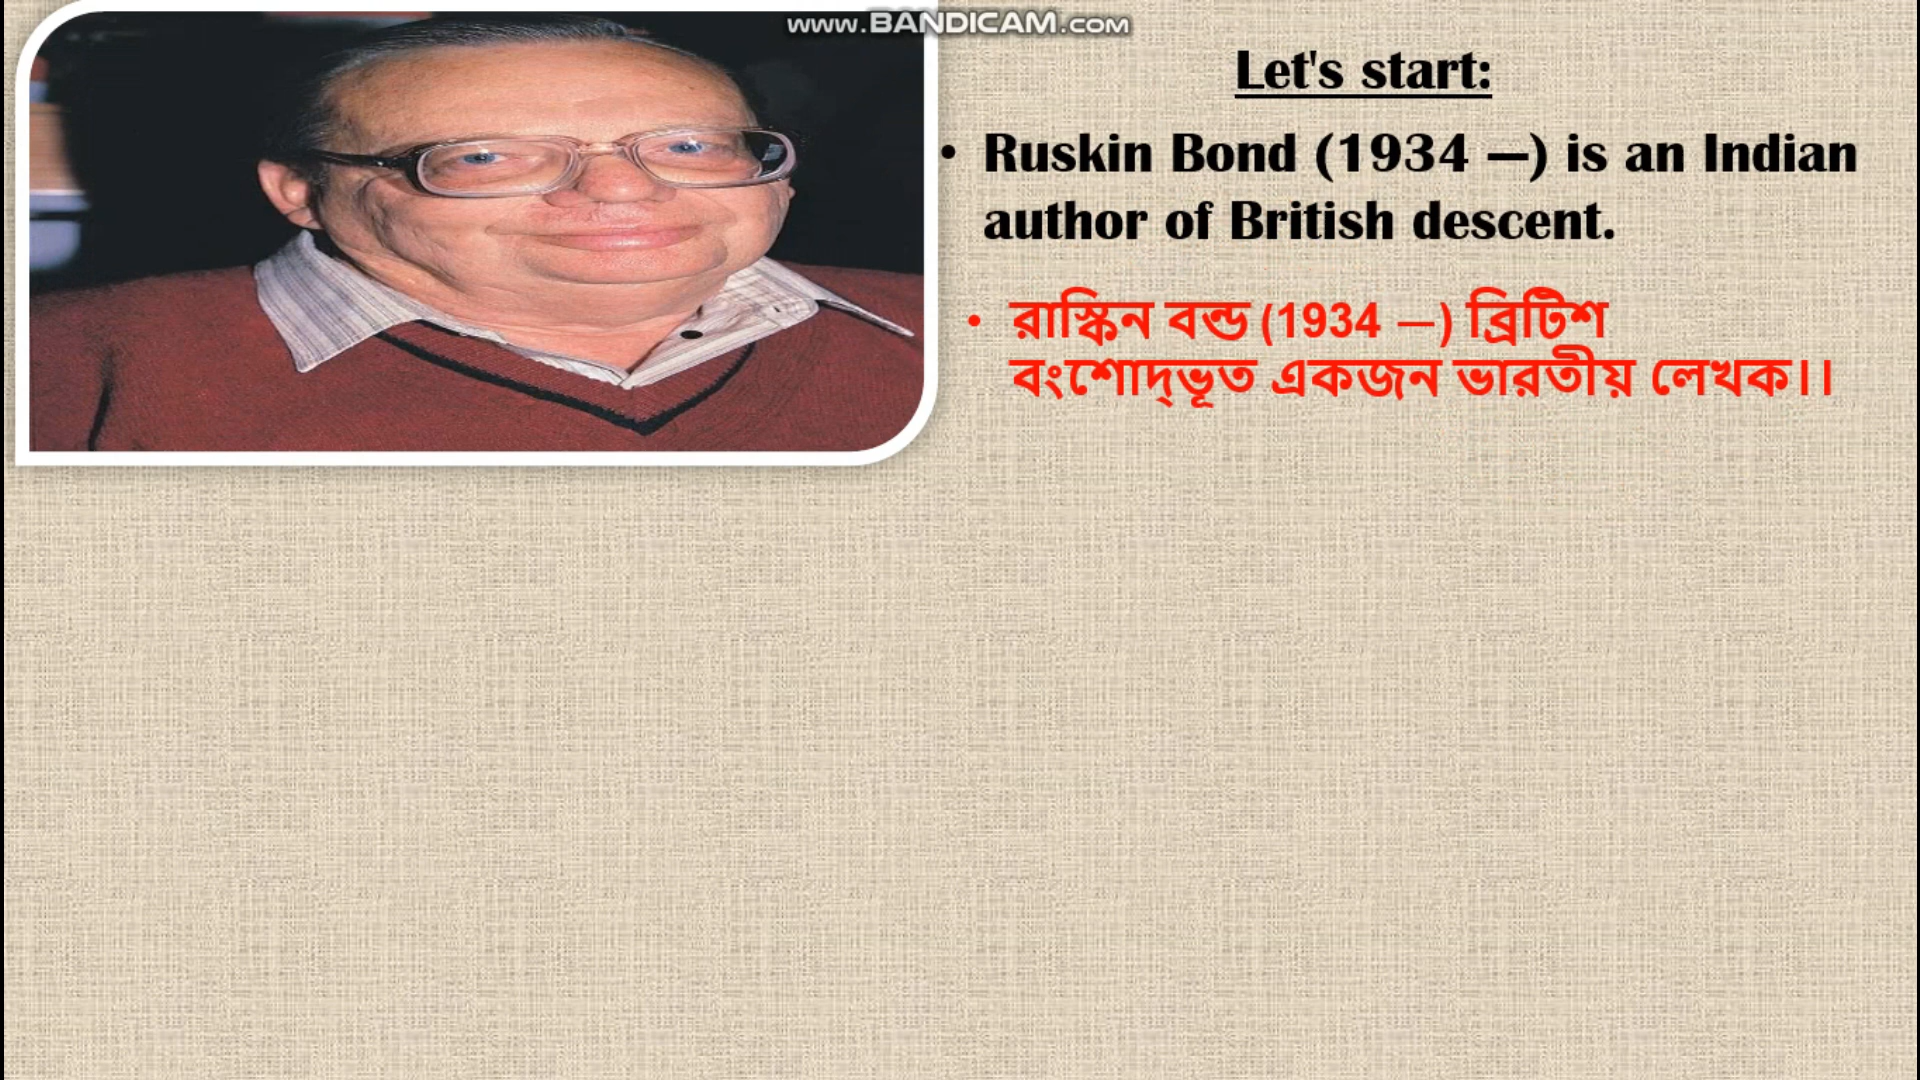 www.BANDICAM.com
Let's start:
• Ruskin Bond (1934 —) is an Indian
author of British descent.
• রাস্কিন বন্ড (1934 —) ব্রিটিশ
বংশোদ্ভূত একজন ভারতীয় লেখক।।